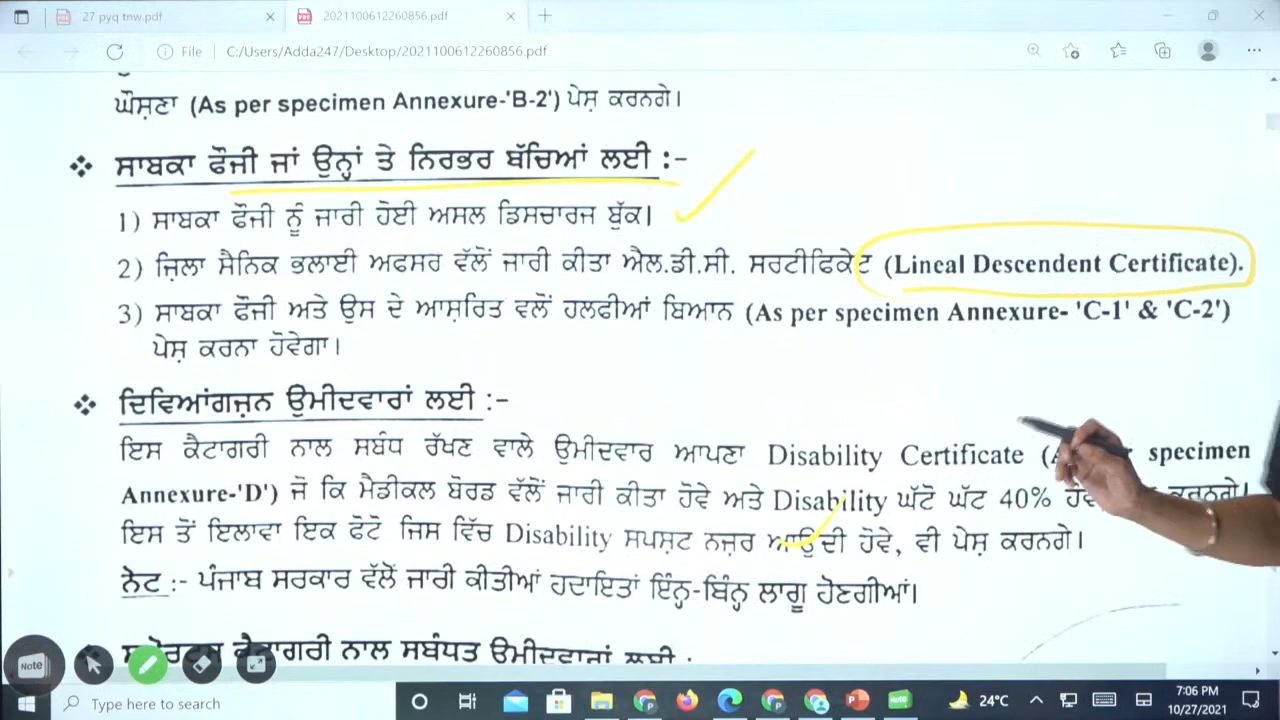 27 pyq tnw.pdf
2021100612260856.pdf
File
C:/Users/Adda247/Desktop/2021100612260856.pdf
ਘੋਸ਼ਣਾ (As per specimen Annexure-'B-2') ਪੇਸ਼ ਕਰਨਗੇ।
❖ ਸਾਬਕਾ ਫੌਜੀ ਜਾਂ ਉਨ੍ਹਾਂ ਤੇ ਨਿਰਭਰ ਬੱਚਿਆਂ ਲਈ :-
1) ਸਾਬਕਾ ਫੌਜੀ ਨੂੰ ਜਾਰੀ ਹੋਈ ਅਸਲ ਡਿਸਚਾਰਜ ਬੁੱਕ।
2) ਜ਼ਿਲਾ ਸੈਨਿਕ ਭਲਾਈ ਅਫਸਰ ਵੱਲੋਂ ਜਾਰੀ ਕੀਤਾ ਐਲ.ਡੀ.ਸੀ. ਸਰਟੀਫਿਕੇਟ (Lineal Descendent Certificate).
3) ਸਾਬਕਾ ਫੌਜੀ ਅਤੇ ਉਸ ਦੇ ਆਸ਼ਰਿਤ ਵਲੋਂ ਹਲਫੀਆਂ ਬਿਆਨ (As per specimen Annexure- 'C-1' & 'C-2')
ਪੇਸ਼ ਕਰਨਾ ਹੋਵੇਗਾ।
❖ ਦਿਵਿਆਂਗਜ਼ਨ ਉਮੀਦਵਾਰਾਂ ਲਈ :-
ਇਸ ਕੈਟਾਗਰੀ ਨਾਲ ਸਬੰਧ ਰੱਖਣ ਵਾਲੇ ਉਮੀਦਵਾਰ ਆਪਣਾ Disability Certificate specimen
Annexure-'D') ਜੋ ਕਿ ਮੈਡੀਕਲ ਬੋਰਡ ਵੱਲੋਂ ਜਾਰੀ ਕੀਤਾ ਹੋਵੇ ਅਤੇ Disability ਘੱਟੋ ਘੱਟ 40% ਕਰਨਗੇ।
ਇਸ ਤੋਂ ਇਲਾਵਾ ਇਕ ਫੋਟੋ ਜਿਸ ਵਿੱਚ Disability ਸਪਸ਼ਟ ਨਜ਼ਰ ਆਉਂਦੀ ਹੋਵੇ, ਵੀ ਪੇਸ਼ ਕਰਨਗੇ।
ਨੋਟ :- ਪੰਜਾਬ ਸਰਕਾਰ ਵੱਲੋਂ ਜਾਰੀ ਕੀਤੀਆਂ ਹਦਾਇਤਾਂ ਇੰਨ੍ਹ-ਬਿੰਨ੍ਹ ਲਾਗੂ ਹੋਣਗੀਆਂ।
ਕੈਟਾਗਰੀ ਨਾਲ ਸਬੰਧਤ ਉਮੀਦਵਾਰਾਂ ਲਈ :
Note
Type here to search
24°C
7:06 PM
10/27/2021